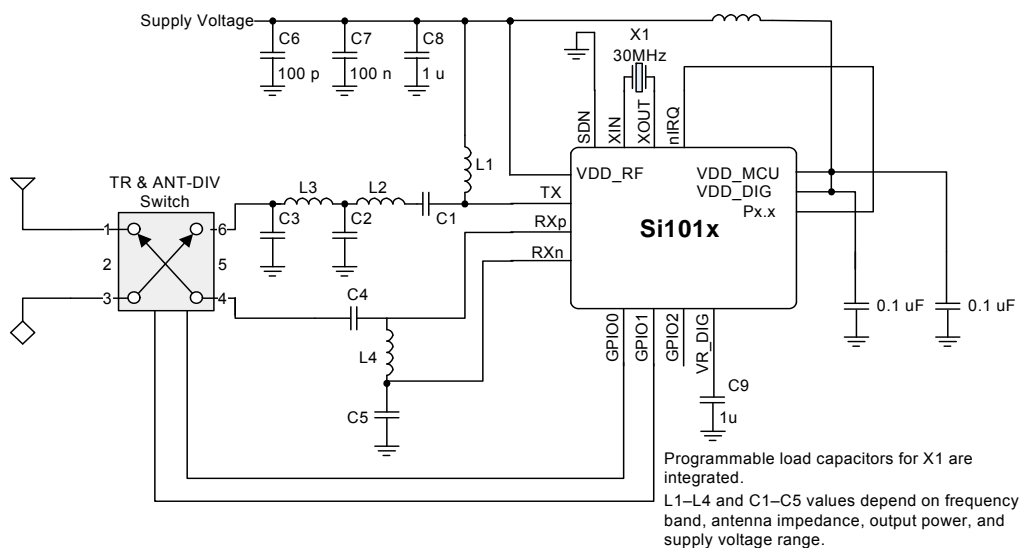 Supply Voltage
C6
100 p
C7
100 n
C8
1 u
X1
30MHz
SDN
XIN
XOUT
nIRQ
L1
VDD_RF
VDD_MCU
VDD_DIG
Px.x
TX
RXp
RXn
Si101x
TR & ANT-DIV
Switch
L3
L2
C3
C2
C1
1
6
2
5
3
4
C4
L4
C5
GPIO0
GPIO1
GPIO2
VR_DIG
C9
1u
0.1 uF
0.1 uF
Programmable load capacitors for X1 are
integrated.
L1–L4 and C1–C5 values depend on frequency
band, antenna impedance, output power, and
supply voltage range.